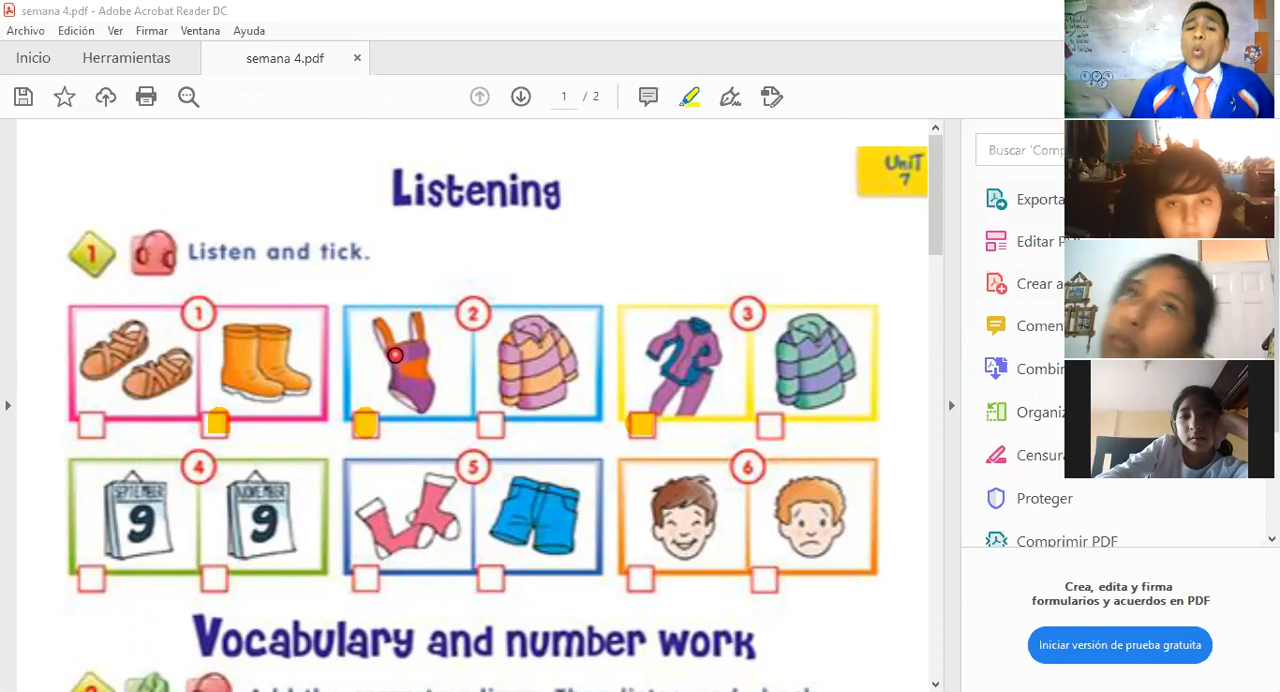 semana 4.pdf - Adobe Acrobat Reader DC
Archivo Edición Ver Firmar Ventana Ayuda
Inicio Herramientas semana 4.pdf ×
1 / 2
Buscar 'Comp
Exporta
Editar P
Crear a
Comen
Combin
Organiz
Censura
Proteger
Comprimir PDF
Crea, edita y firma
formularios y acuerdos en PDF
Iniciar versión de prueba gratuita
UniT
7
Listening
1 Listen and tick.
1 2 3
4 5 6
SEPTEMBER NOVEMBER
9 9
Vocabulary and number work